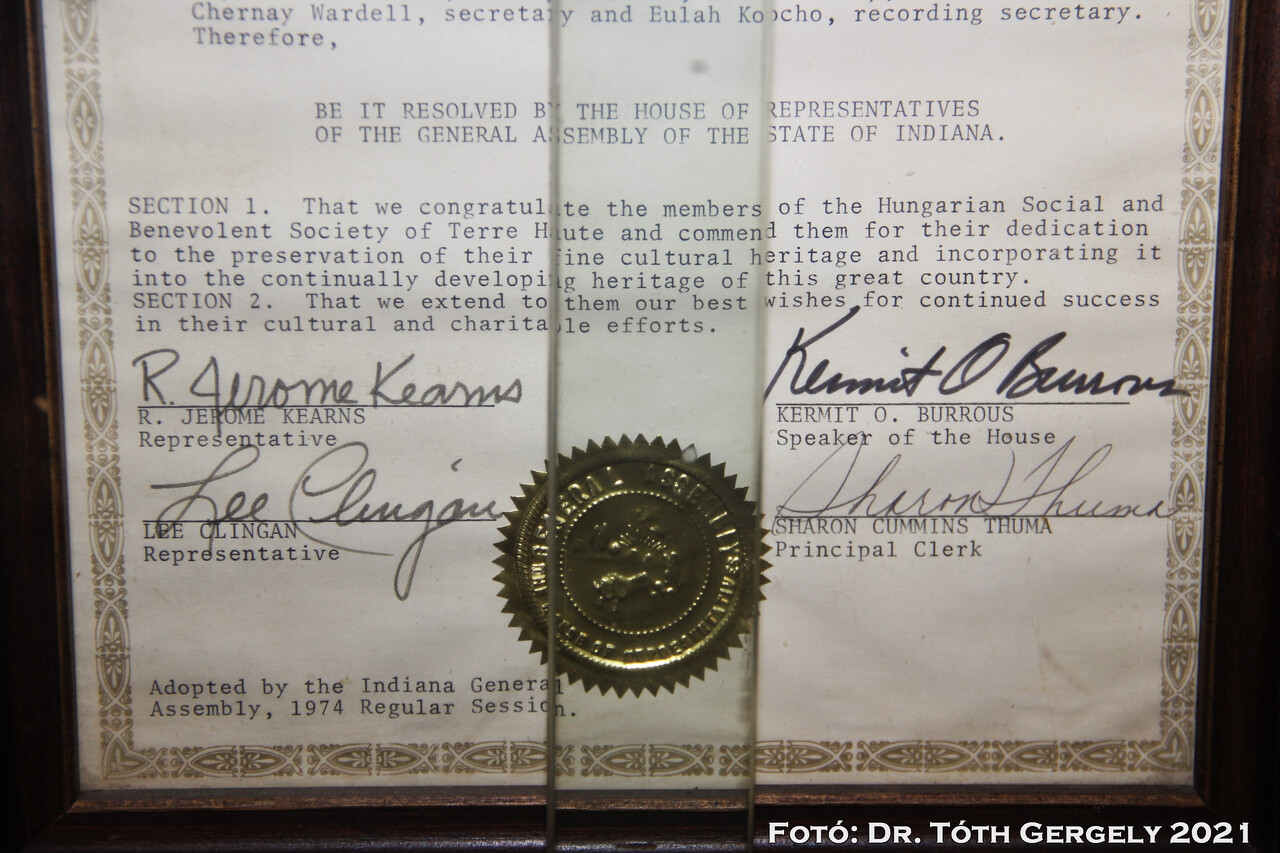 Chernay Wardell, secretary and Eulah Kocho, recording secretary.
Therefore,
BE IT RESOLVED BY THE HOUSE OF REPRESENTATIVES
OF THE GENERAL ASSEMBLY OF THE STATE OF INDIANA.
SECTION 1. That we congratulate the members of the Hungarian Social and
Benevolent Society of Terre Haute and commend them for their dedication
to the preservation of their fine cultural heritage and incorporating it
into the continually developing heritage of this great country.
SECTION 2. That we extend to them our best wishes for continued success
in their cultural and charitable efforts.
R. Jerome Kearns
R. JEROME KEARNS
Representative
Kermit O Burrous
KERMIT O. BURROUS
Speaker of the House
Lee Clingan
LEE CLINGAN
Representative
Sharon Thuma
SHARON CUMMINS THUMA
Principal Clerk
GENERAL ASSEMBLY
Adopted by the Indiana General
Assembly, 1974 Regular Session.
FOTÓ: DR. TÓTH GERGELY 2021